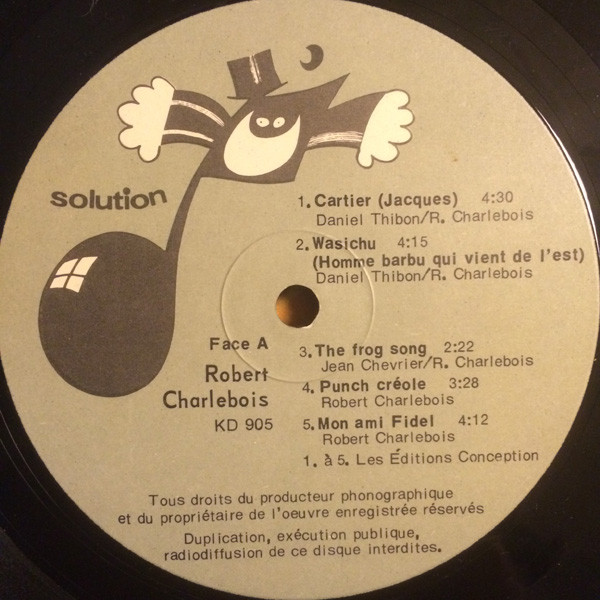 solution
1. Cartier (Jacques) 4:30
Daniel Thibon/R. Charlebois
2. Wasichu 4:15
(Homme barbu qui vient de l'est)
Daniel Thibon/R. Charlebois
Face A
Robert
Charlebois
KD 905
3. The frog song 2:22
Jean Chevrier/R. Charlebois
4. Punch créole 3:28
Robert Charlebois
5. Mon ami Fidel 4:12
Robert Charlebois
1. à 5. Les Éditions Conception
Tous droits du producteur phonographique
et du propriétaire de l'oeuvre enregistrée réservés
Duplication, exécution publique,
radiodiffusion de ce disque interdites.